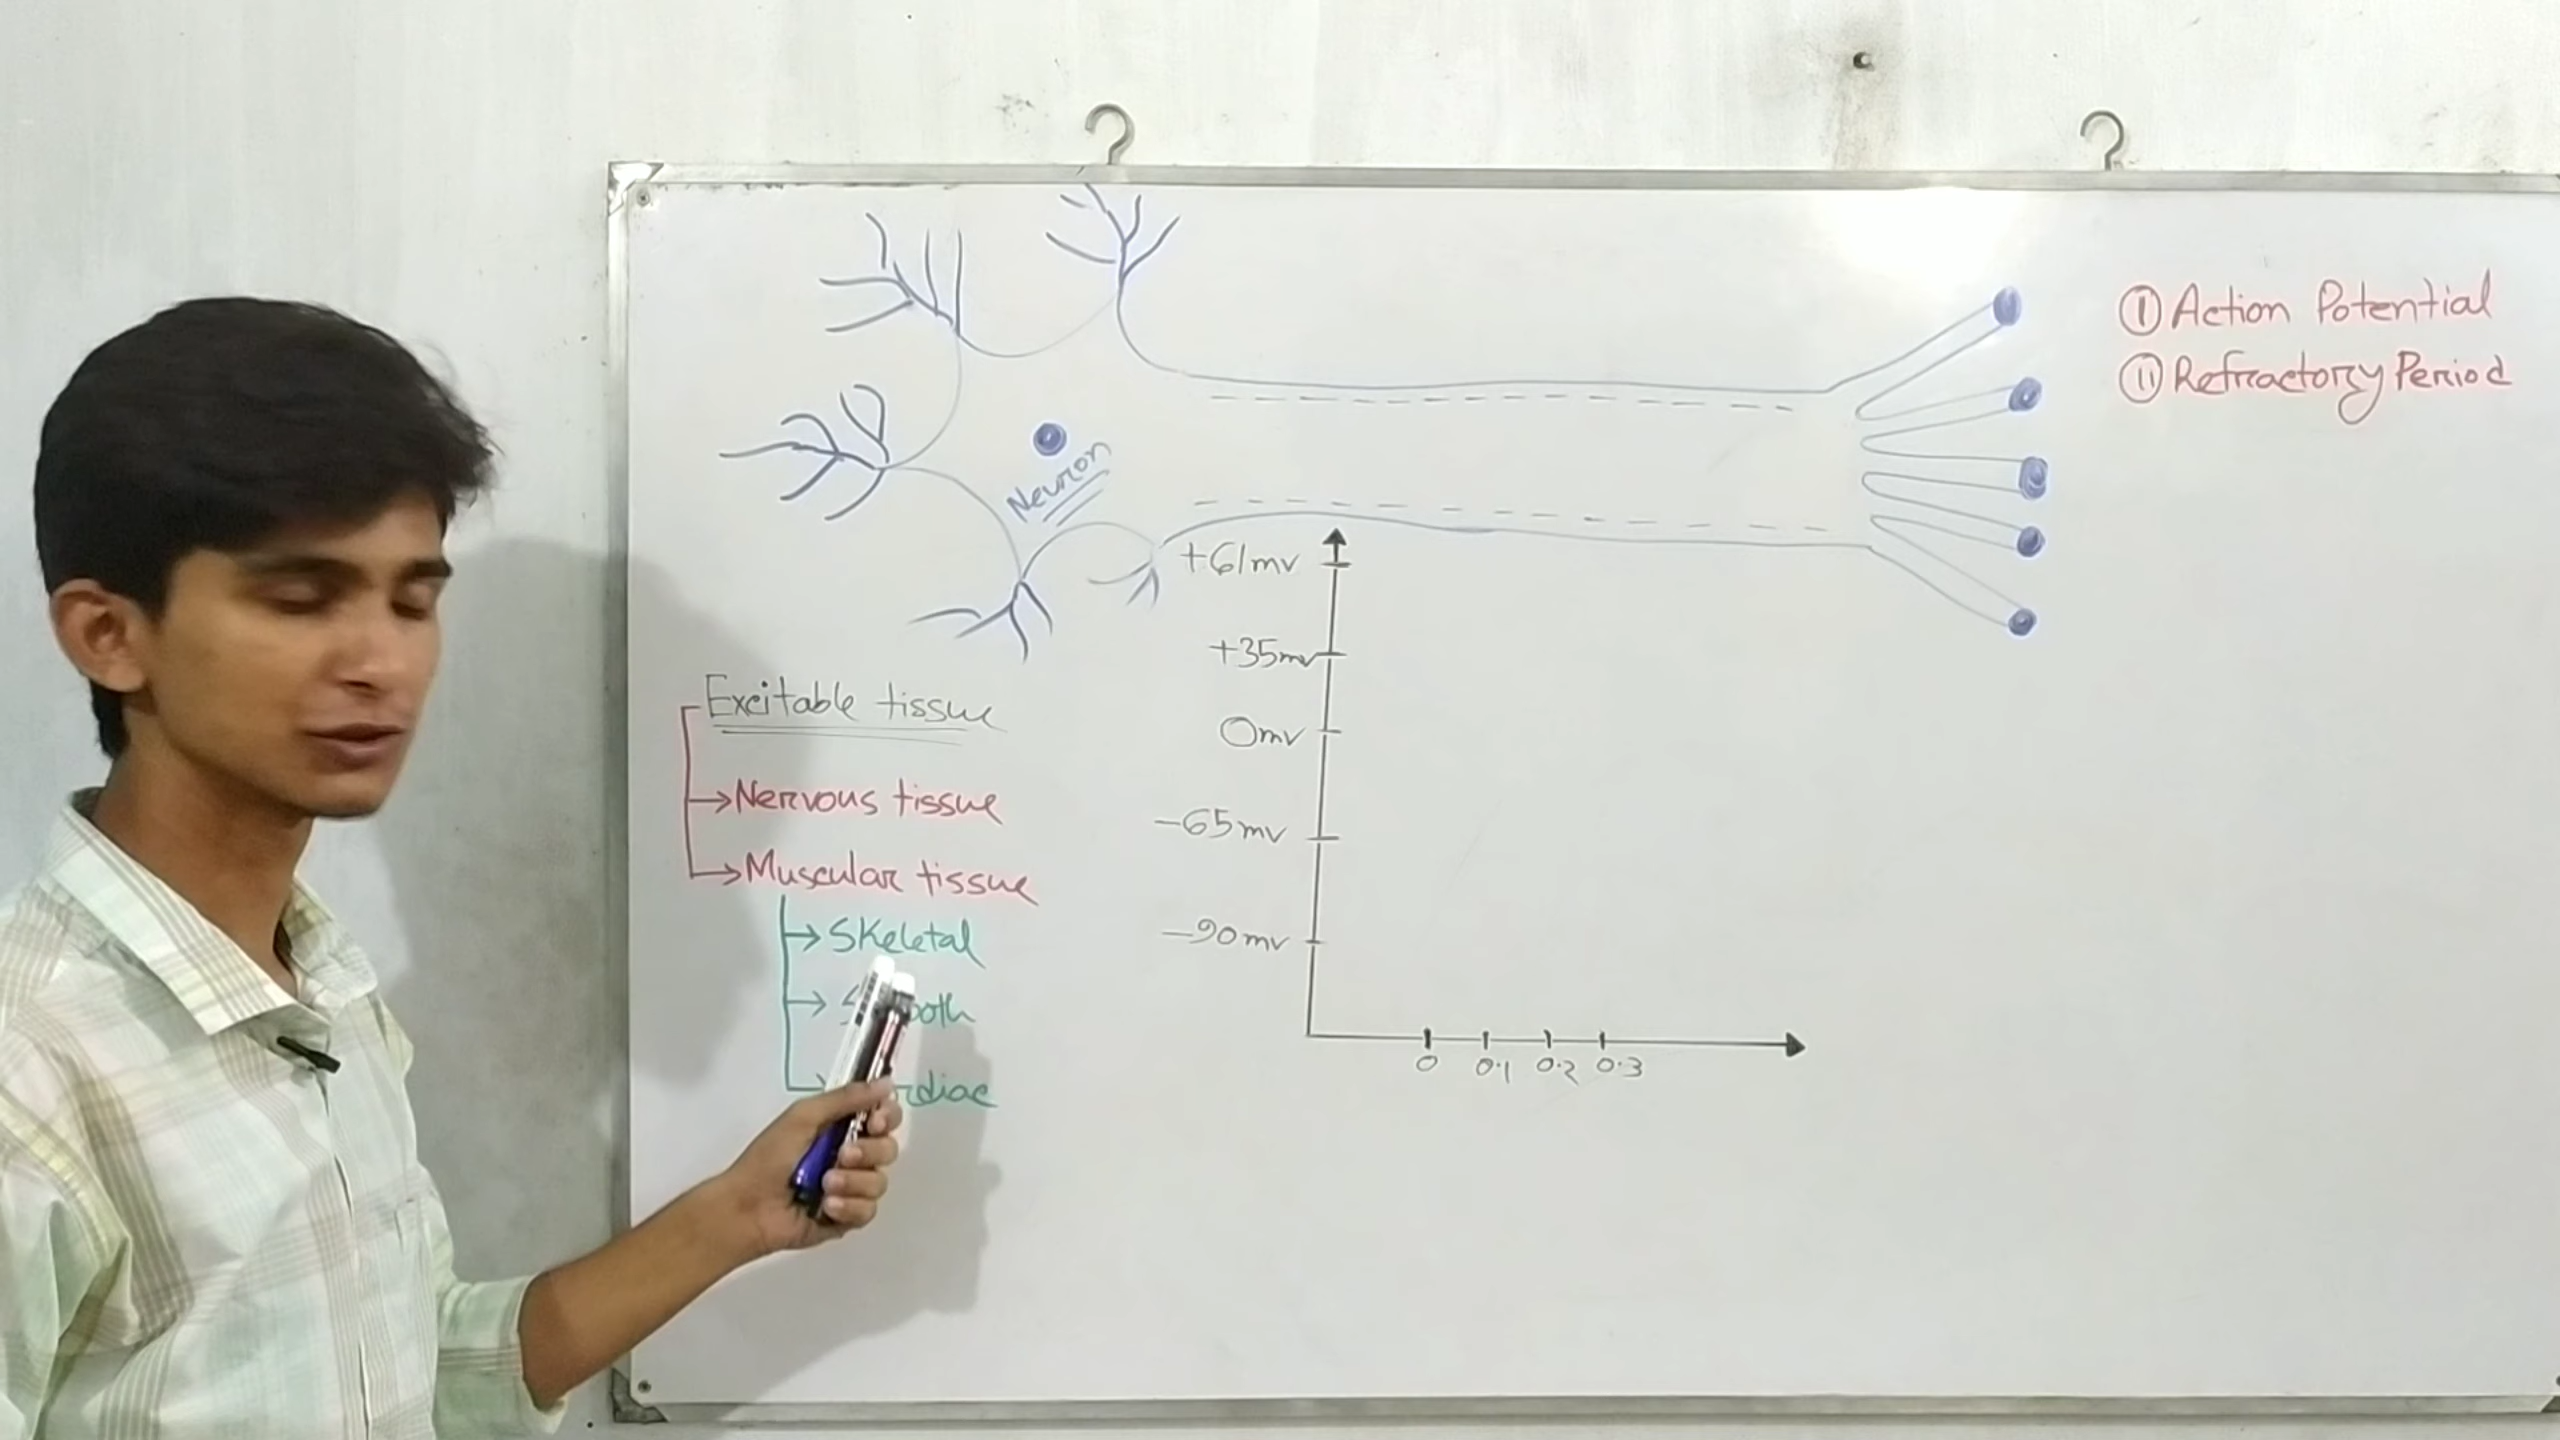 ① Action Potential
⑪ Refractory Period
Neuron
Excitable tissue
→ Nervous tissue
→ Muscular tissue
→ Skeletal
+61mv
+35mv
0mv
-65mv
-90mv
0 0.1 0.2 0.3